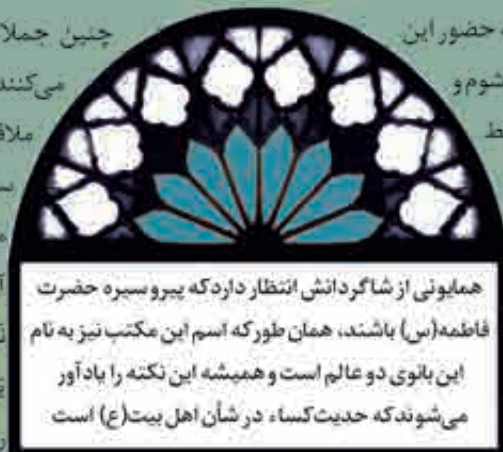 حضور این
شوم و
چنین جملا
می‌کنند
همایونی از شاگردانش انتظار دارد که پیرو سیره حضرت
فاطمه(س) باشند، همان طور که اسم این مکتب نیز به نام
این بانوی دو عالم است و همیشه این نکته را یادآور
می‌شوند که حدیث کساء در شأن اهل بیت(ع) است